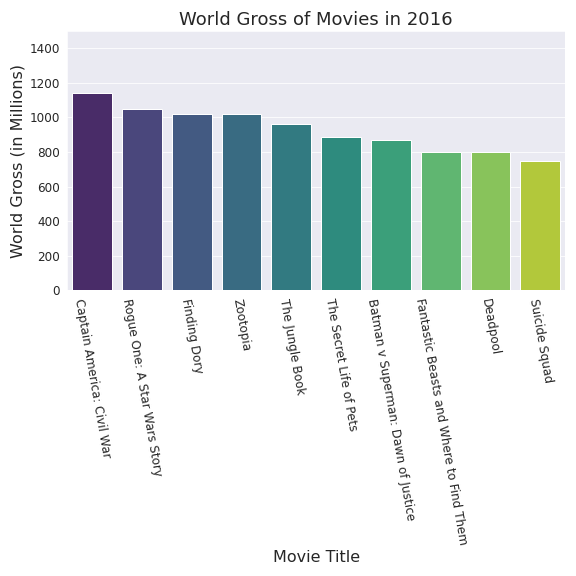 World Gross of Movies in 2016
World Gross (in Millions)
1400
1200
1000
800
600
400
200
0
Captain America: Civil War
Rogue One: A Star Wars Story
Finding Dory
Zootopia
The Jungle Book
The Secret Life of Pets
Batman v Superman: Dawn of Justice
Fantastic Beasts and Where to Find Them
Deadpool
Suicide Squad
Movie Title